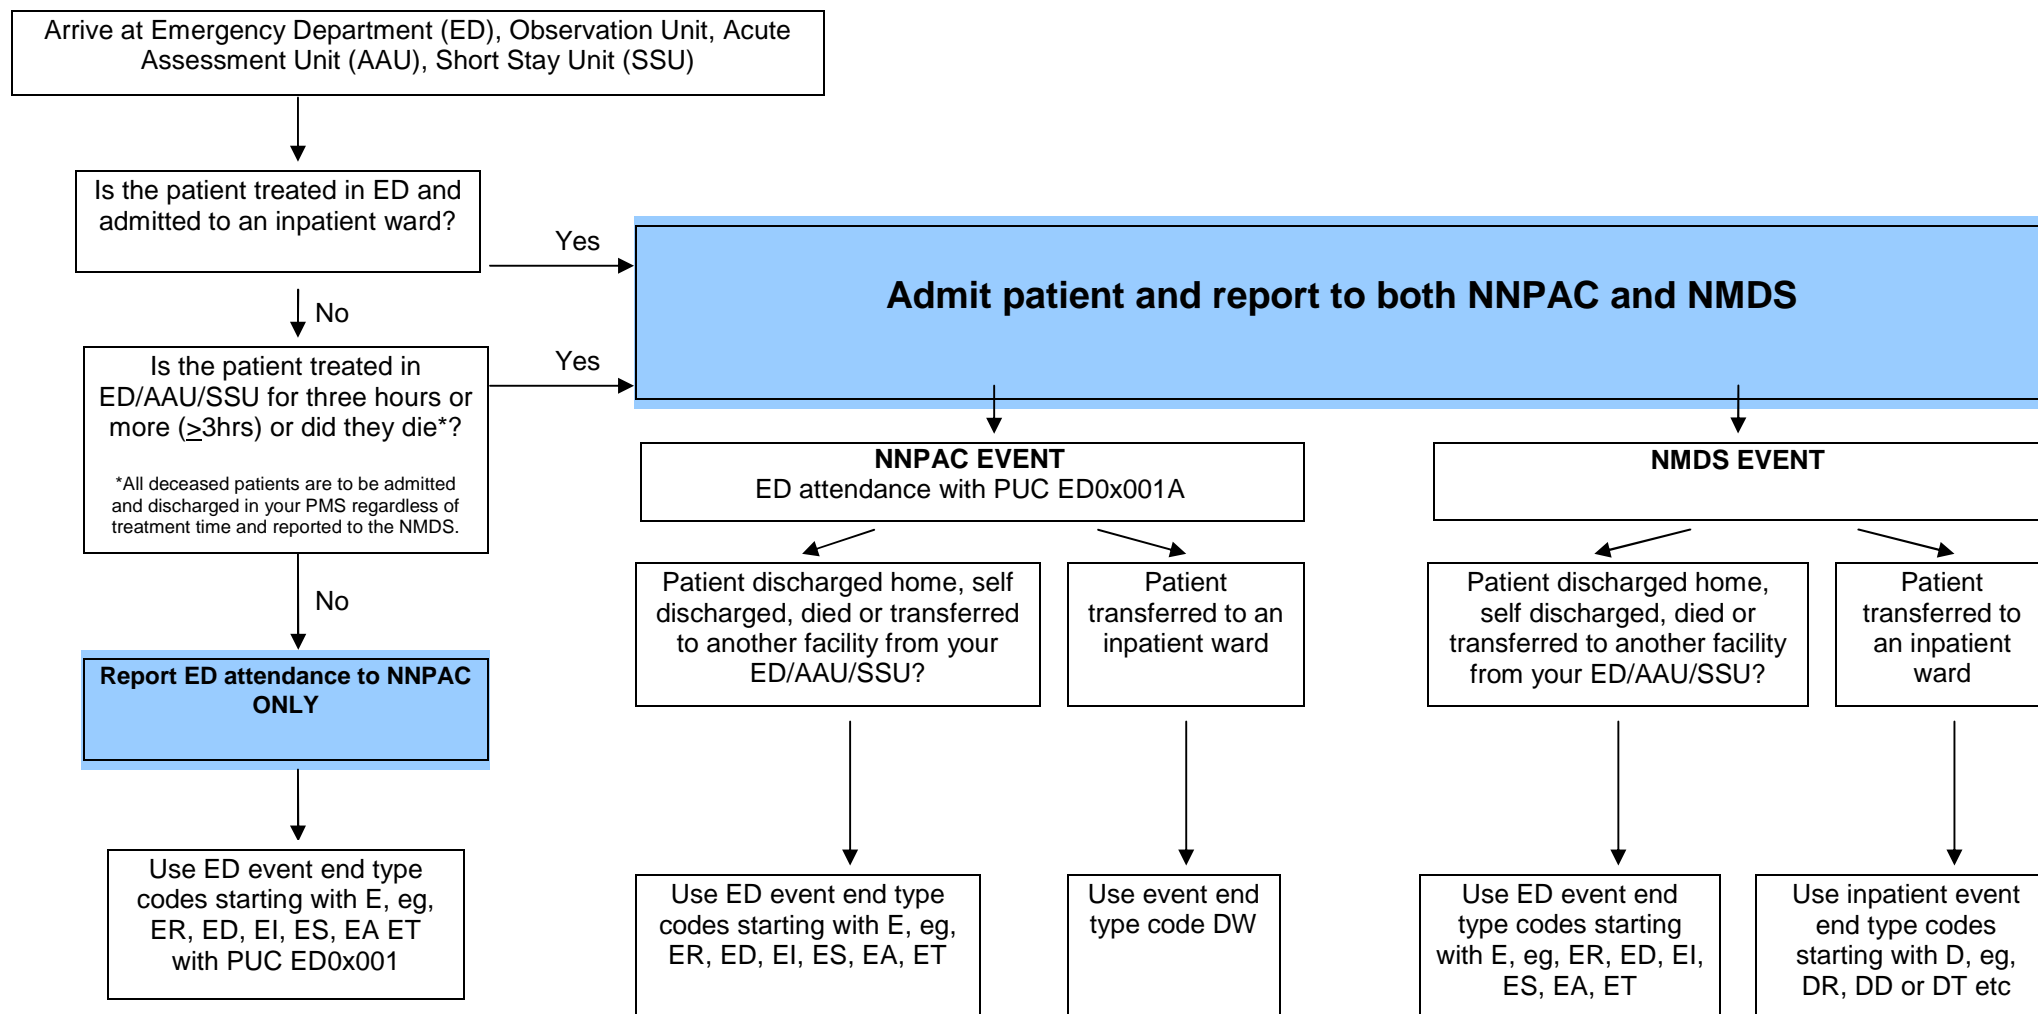 Arrive at Emergency Department (ED), Observation Unit, Acute
Assessment Unit (AAU), Short Stay Unit (SSU)
Is the patient treated in ED and
admitted to an inpatient ward?
Yes
Admit patient and report to both NNPAC and NMDS
No
Is the patient treated in
ED/AAU/SSU for three hours or
more (≥3hrs) or did they die*?
*All deceased patients are to be admitted
and discharged in your PMS regardless of
treatment time and reported to the NMDS.
Yes
No
Report ED attendance to NNPAC
ONLY
Use ED event end type
codes starting with E, eg,
ER, ED, EI, ES, EA ET
with PUC ED0x001
NNPAC EVENT
ED attendance with PUC ED0x001A
Patient discharged home, self
discharged, died or transferred
to another facility from your
ED/AAU/SSU?
Patient
transferred to an
inpatient ward
Use ED event end type
codes starting with E, eg,
ER, ED, EI, ES, EA, ET
Use event end
type code DW
NMDS EVENT
Patient discharged home,
self discharged, died or
transferred to another facility
from your ED/AAU/SSU?
Patient
transferred to
an inpatient
ward
Use ED event end
type codes starting
with E, eg, ER, ED, EI,
ES, EA, ET
Use inpatient event
end type codes
starting with D, eg,
DR, DD or DT etc